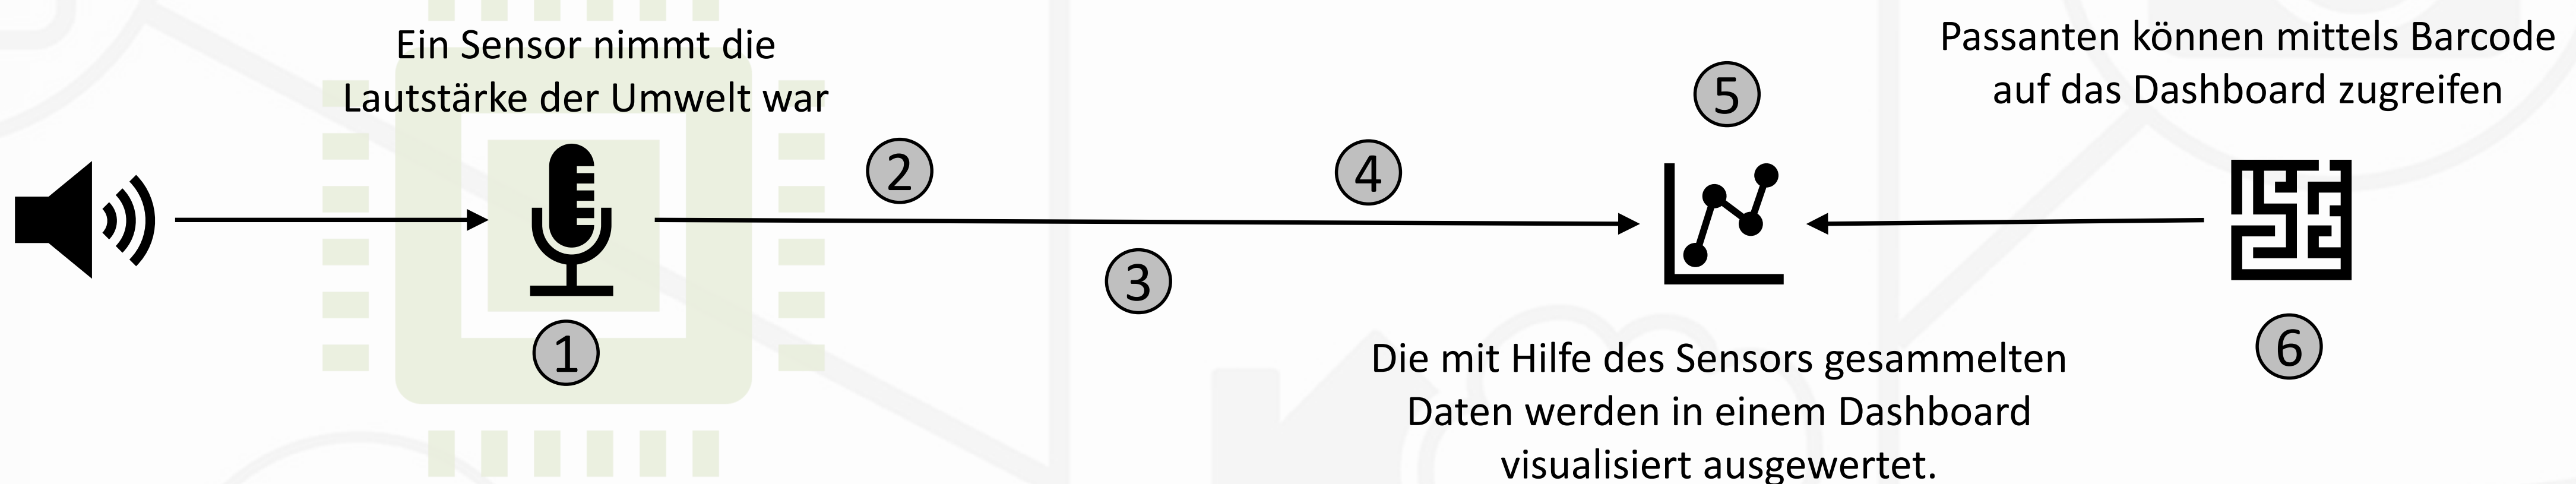 Ein Sensor nimmt die
Lautstärke der Umwelt war
1
2
3
4
5
Die mit Hilfe des Sensors gesammelten
Daten werden in einem Dashboard
visualisiert ausgewertet.
Passanten können mittels Barcode
auf das Dashboard zugreifen
6